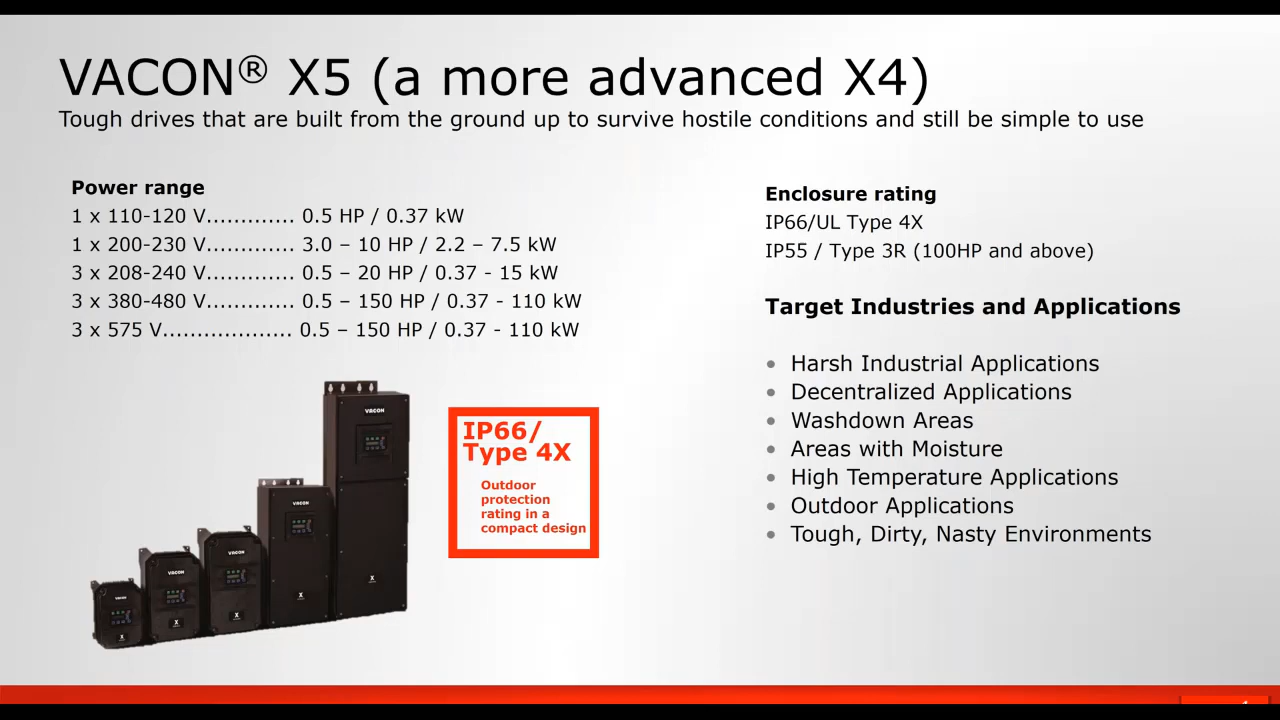 VACON® X5 (a more advanced X4)
Tough drives that are built from the ground up to survive hostile conditions and still be simple to use
Power range
1 x 110-120 V............. 0.5 HP / 0.37 kW
1 x 200-230 V............. 3.0 – 10 HP / 2.2 – 7.5 kW
3 x 208-240 V............. 0.5 – 20 HP / 0.37 - 15 kW
3 x 380-480 V............. 0.5 – 150 HP / 0.37 - 110 kW
3 x 575 V................... 0.5 – 150 HP / 0.37 - 110 kW
Enclosure rating
IP66/UL Type 4X
IP55 / Type 3R (100HP and above)
Target Industries and Applications
• Harsh Industrial Applications
• Decentralized Applications
• Washdown Areas
• Areas with Moisture
• High Temperature Applications
• Outdoor Applications
• Tough, Dirty, Nasty Environments
IP66/
Type 4X
Outdoor
protection
rating in a
compact design
VACON
VACON
VACON
VACON
VACON
X
X
X
X
X